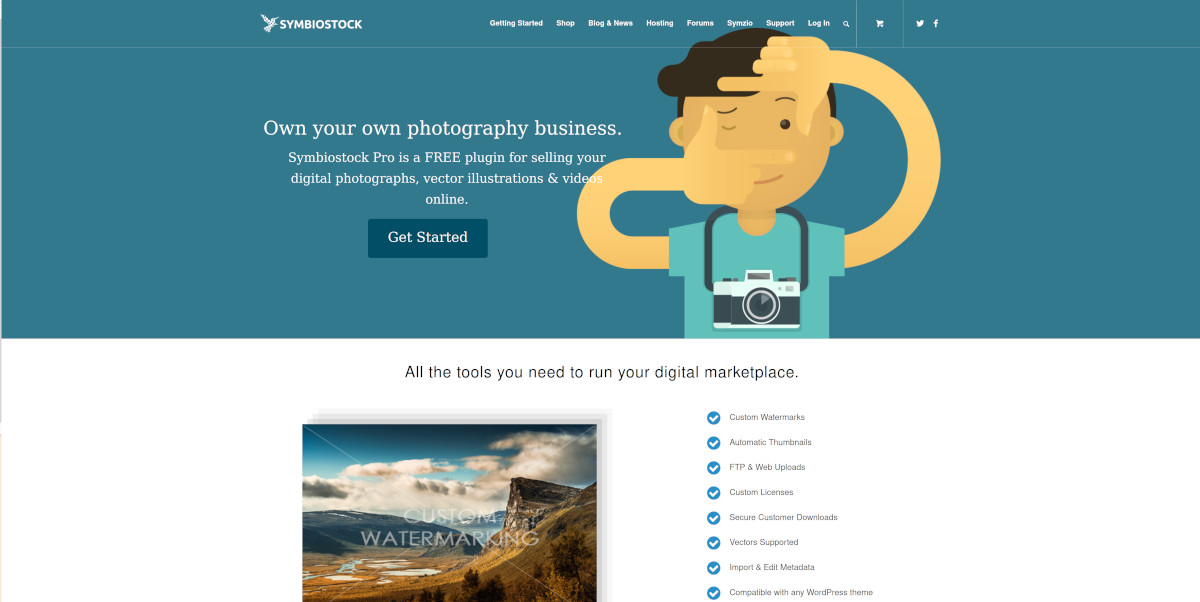 SYMBIOSTOCK
Getting Started Shop Blog & News Hosting Forums Symzio Support Log In
Own your own photography business.
Symbiostock Pro is a FREE plugin for selling your
digital photographs, vector illustrations & videos
online.
Get Started
All the tools you need to run your digital marketplace.
CUSTOM
WATERMARKING
Custom Watermarks
Automatic Thumbnails
FTP & Web Uploads
Custom Licenses
Secure Customer Downloads
Vectors Supported
Import & Edit Metadata
Compatible with any WordPress theme